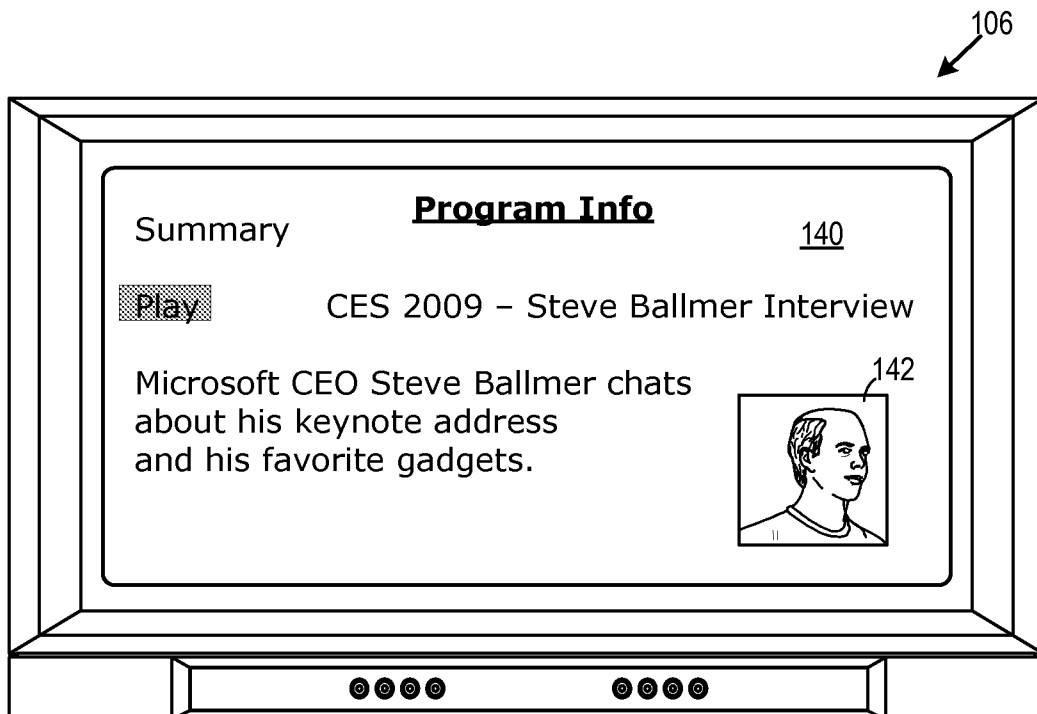 106
Program Info
Summary
140
Play
CES 2009 – Steve Ballmer Interview
142
Microsoft CEO Steve Ballmer chats
about his keynote address
and his favorite gadgets.